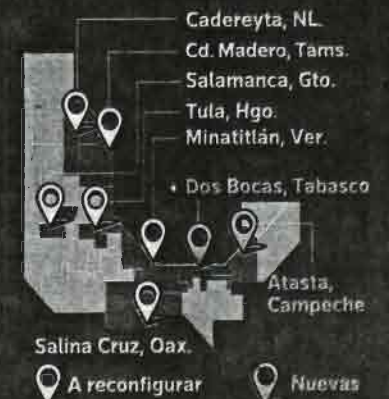 Cadereyta, NL.
Cd. Madero, Tams.
Salamanca, Gto.
Tula, Hgo.
Minatitlán, Ver.
• Dos Bocas, Tabasco
Atasta,
Campeche
Salina Cruz, Oax.
A reconfigurar
Nuevas